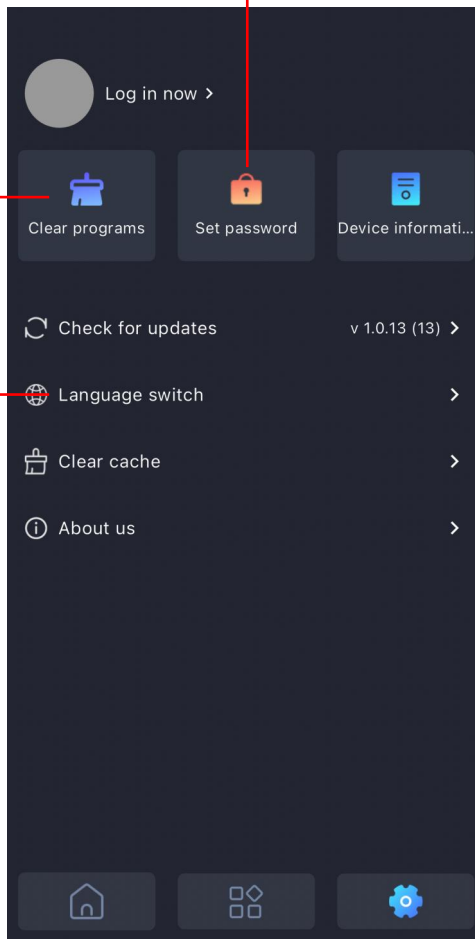 Log in now >
Clear programs
Set password
Device informati...
Check for updates
v 1.0.13 (13) >
Language switch >
Clear cache >
About us >